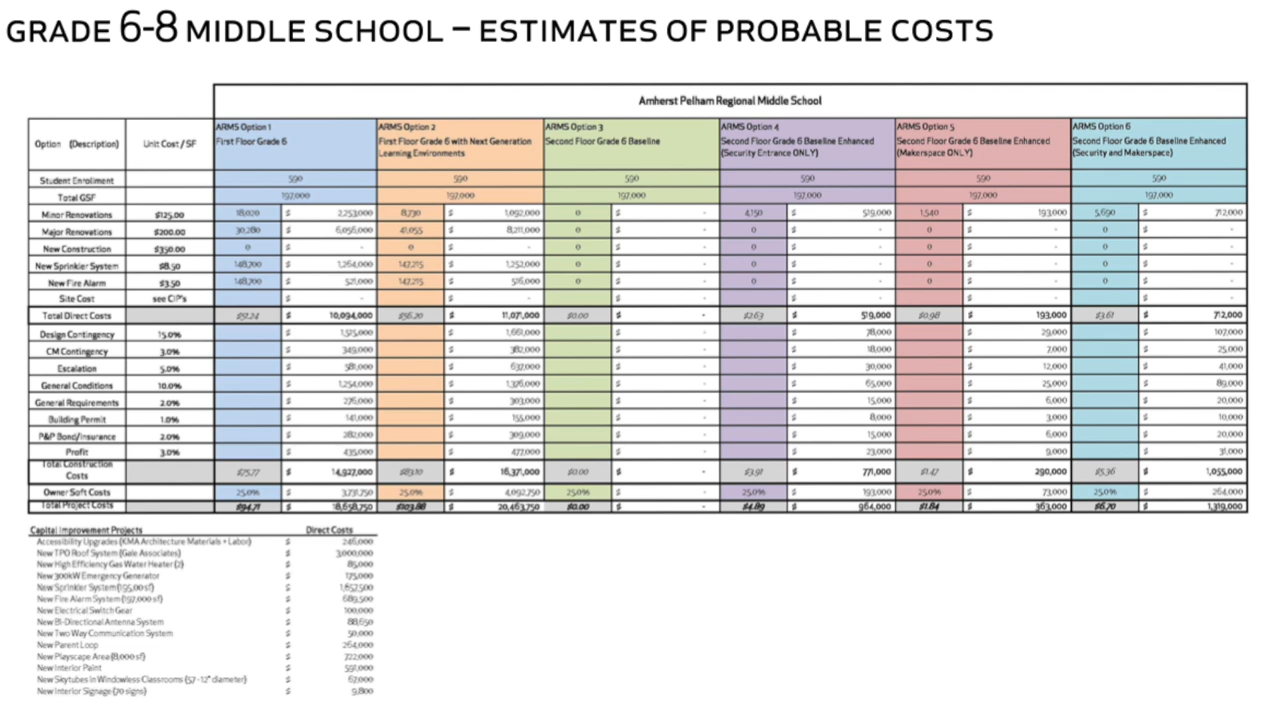 GRADE 6-8 MIDDLE SCHOOL – ESTIMATES OF PROBABLE COSTS
Amherst Pelham Regional Middle School
Option (Description) Unit Cost / SF ARMS Option 1 First Floor Grade 6 ARMS Option 2 First Floor Grade 6 with Next Generation Learning Environments ARMS Option 3 Second Floor Grade 6 Baseline ARMS Option 4 Second Floor Grade 6 Baseline Enhanced (Security Entrance ONLY) ARMS Option 5 Second Floor Grade 6 Baseline Enhanced (Makerspace ONLY) ARMS Option 6 Second Floor Grade 6 Baseline Enhanced (Security and Makerspace)
Student Enrollment 590 590 590 590 590 590
Total GSF 197,000 197,000 197,000 197,000 197,000 197,000
Minor Renovations $125.00 18,020 $ 2,253,000 8,730 $ 1,092,000 0 $ - 4,150 $ 519,000 1,540 $ 193,000 5,690 $ 712,000
Major Renovations $200.00 30,280 $ 6,056,000 41,055 $ 8,211,000 0 $ - 0 $ - 0 $ - 0 $ -
New Construction $350.00 0 $ - 0 $ - 0 $ - 0 $ - 0 $ - 0 $ -
New Sprinkler System $8.50 148,700 $ 1,264,000 147,215 $ 1,252,000 0 $ - 0 $ - 0 $ - 0 $ -
New Fire Alarm $3.50 148,700 $ 521,000 147,215 $ 516,000 0 $ - 0 $ - 0 $ - 0 $ -
Site Cost see CIP's $ - $ - $ - $ - $ - $ -
Total Direct Costs $51.24 $ 10,094,000 $56.20 $ 11,071,000 $0.00 $ - $2.63 $ 519,000 $0.98 $ 193,000 $3.61 $ 712,000
Design Contingency 15.0% $ 1,515,000 $ 1,661,000 $ - $ 78,000 $ 29,000 $ 107,000
CM Contingency 3.0% $ 349,000 $ 382,000 $ - $ 18,000 $ 7,000 $ 25,000
Escalation 5.0% $ 581,000 $ 637,000 $ - $ 30,000 $ 12,000 $ 41,000
General Conditions 10.0% $ 1,254,000 $ 1,376,000 $ - $ 65,000 $ 25,000 $ 89,000
General Requirements 2.0% $ 276,000 $ 303,000 $ - $ 15,000 $ 6,000 $ 20,000
Building Permit 1.0% $ 141,000 $ 155,000 $ - $ 8,000 $ 3,000 $ 10,000
P&P Bond/Insurance 2.0% $ 282,000 $ 309,000 $ - $ 15,000 $ 6,000 $ 20,000
Profit 3.0% $ 435,000 $ 477,000 $ - $ 23,000 $ 9,000 $ 31,000
Total Construction Costs $75.77 $ 14,927,000 $83.10 $ 16,371,000 $0.00 $ - $3.91 $ 771,000 $1.47 $ 290,000 $5.36 $ 1,055,000
Owner Soft Costs 25.0% $ 3,731,750 25.0% $ 4,092,750 25.0% $ - 25.0% $ 193,000 25.0% $ 73,000 25.0% $ 264,000
Total Project Costs $94.71 $ 18,658,750 $103.88 $ 20,463,750 $0.00 $ - $4.89 $ 964,000 $1.84 $ 363,000 $6.70 $ 1,319,000
Capital Improvement Projects Direct Costs
Accessibility Upgrades (KMA Architecture Materials + Labor) $ 246,000
New TPO Roof System (Gale Associates) $ 3,000,000
New High Efficiency Gas Water Heater (2) $ 85,000
New 300kW Emergency Generator $ 175,000
New Sprinkler System (195,00 sf) $ 1,657,500
New Fire Alarm System (197,000 sf) $ 689,500
New Electrical Switch Gear $ 100,000
New Bi-Directional Antenna System $ 88,650
New Two Way Communication System $ 50,000
New Parent Loop $ 264,000
New Playscape Area (8,000 sf) $ 722,000
New Interior Paint $ 591,000
New Skytubes in Windowless Classrooms (57 -12" diameter) $ 67,000
New Interior Signage (70 signs) $ 9,800